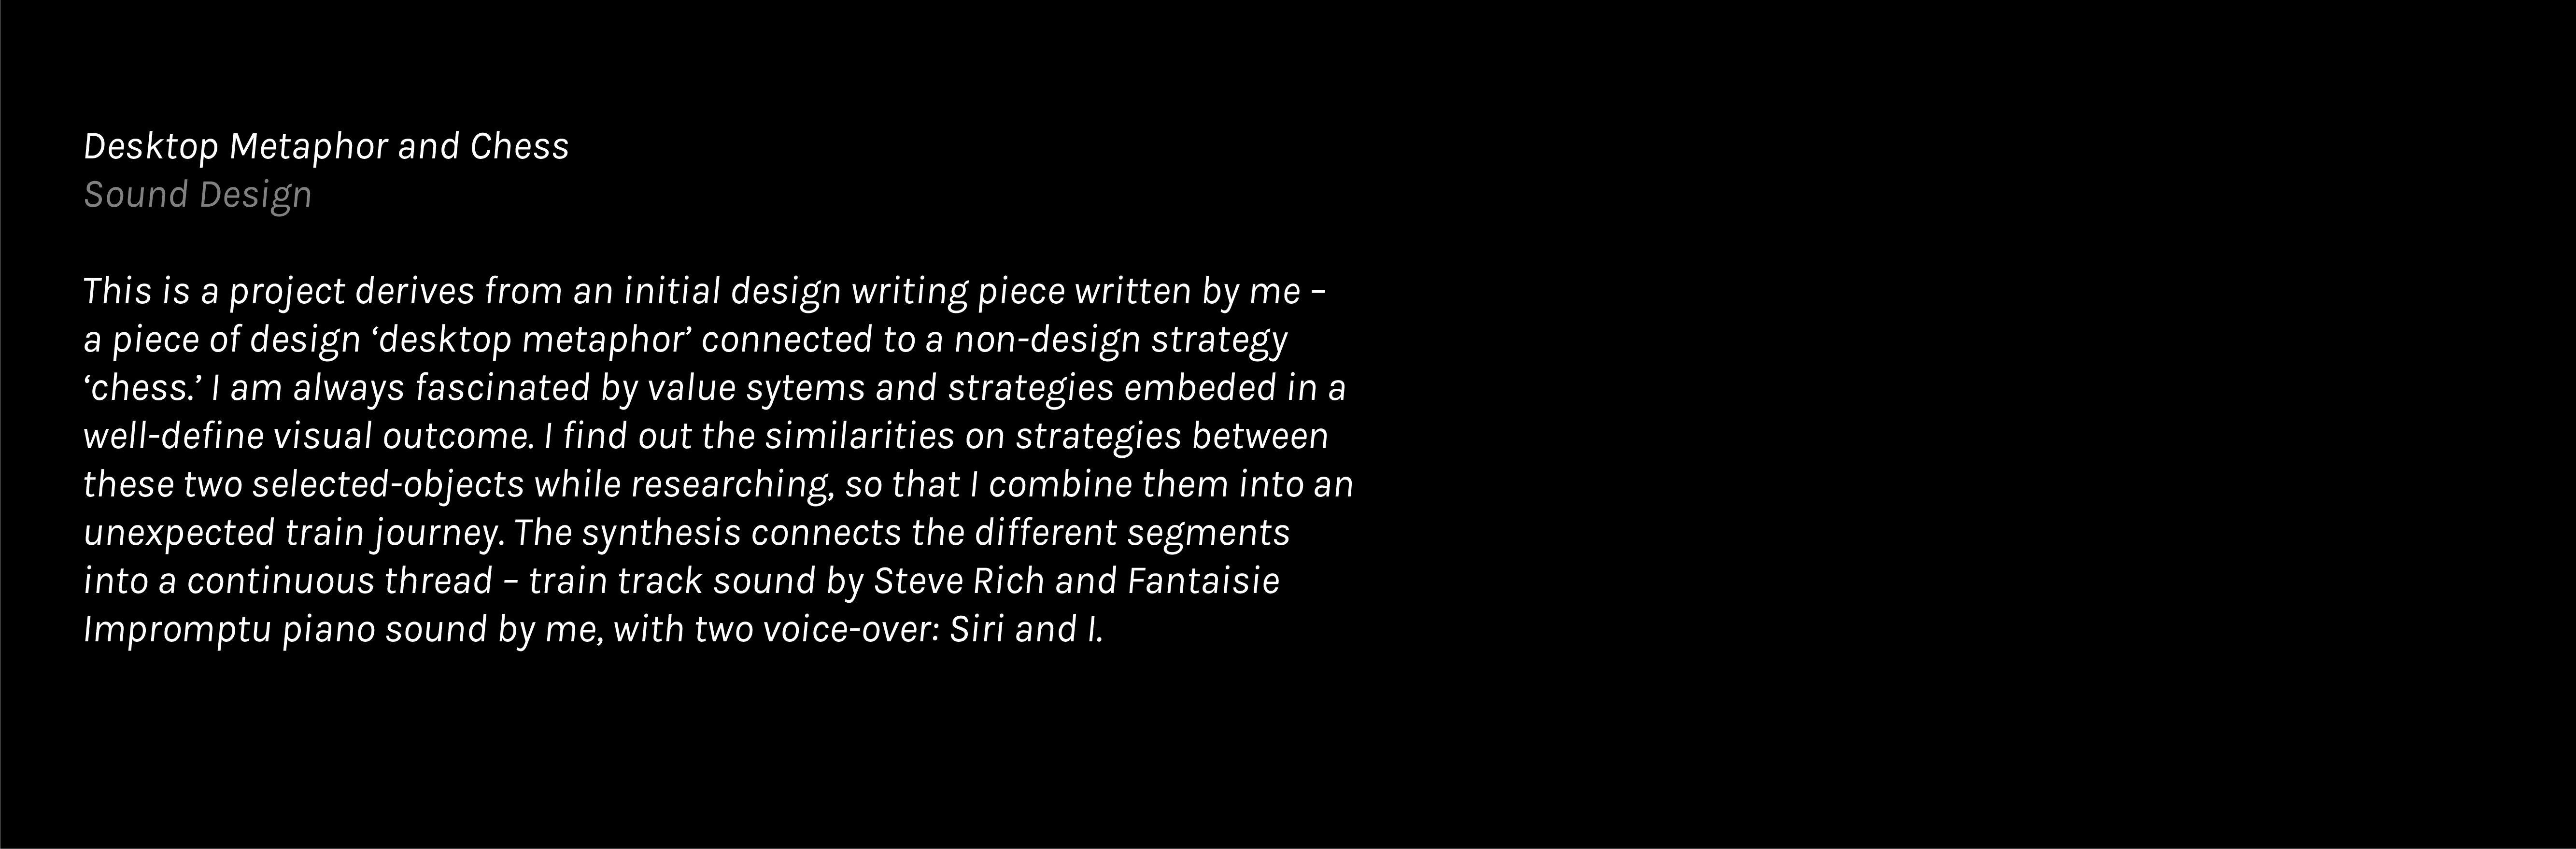 Desktop Metaphor and Chess
Sound Design
This is a project derives from an initial design writing piece written by me –
a piece of design ‘desktop metaphor’ connected to a non-design strategy
‘chess.’ I am always fascinated by value sytems and strategies embeded in a
well-define visual outcome. I find out the similarities on strategies between
these two selected-objects while researching, so that I combine them into an
unexpected train journey. The synthesis connects the different segments
into a continuous thread – train track sound by Steve Rich and Fantaisie
Impromptu piano sound by me, with two voice-over: Siri and I.